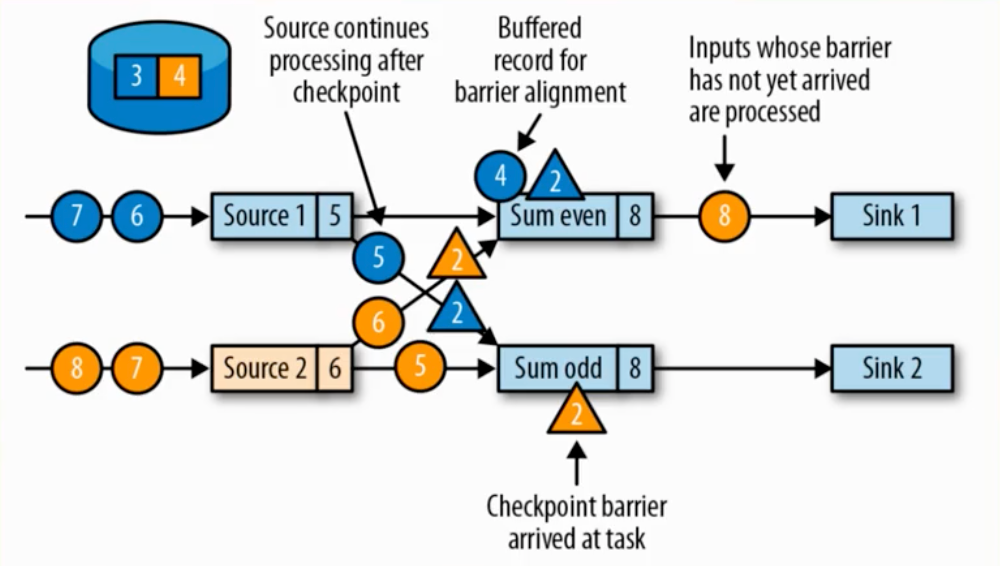 Source continues
processing after
checkpoint
Buffered
record for
barrier alignment
Inputs whose barrier
has not yet arrived
are processed
3 4
4 2
7 6 Source 1 5 Sum even 8 8 Sink 1
5 2
6 2
8 7 Source 2 6 5 Sum odd 8 Sink 2
2
Checkpoint barrier
arrived at task